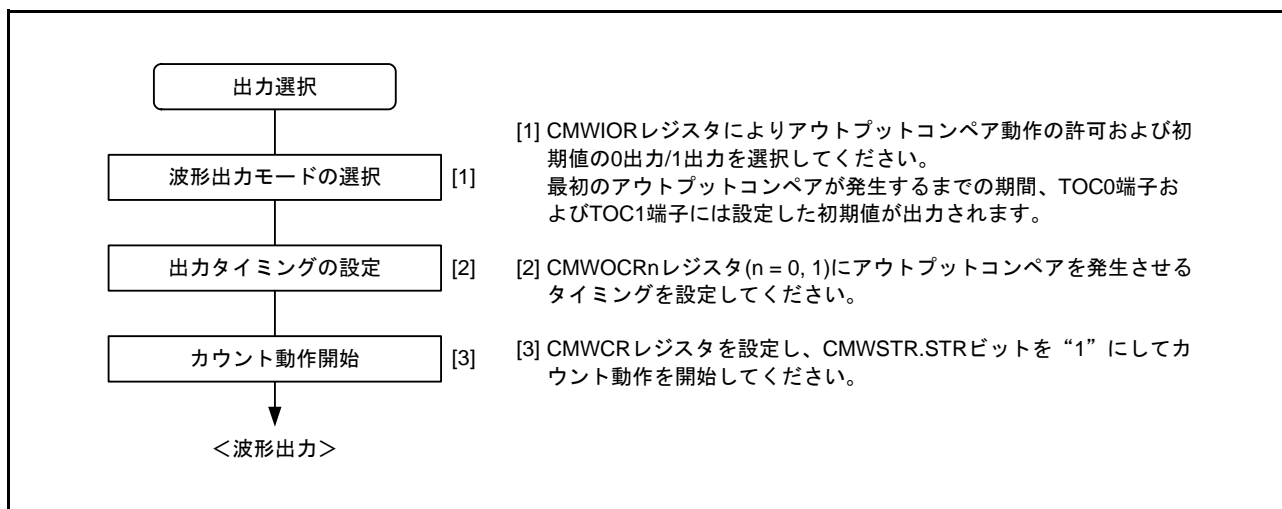 出力選択
波形出力モードの選択 [1]
[1] CMWIORレジスタによりアウトプットコンペア動作の許可および初
期値の0出力/1出力を選択してください。
最初のアウトプットコンペアが発生するまでの期間、TOC0端子お
よびTOC1端子には設定した初期値が出力されます。
出力タイミングの設定 [2]
[2] CMWOCRnレジスタ(n = 0, 1)にアウトプットコンペアを発生させる
タイミングを設定してください。
カウント動作開始 [3]
[3] CMWCRレジスタを設定し、CMWSTR.STRビットを“1”にしてカ
ウント動作を開始してください。
＜波形出力＞